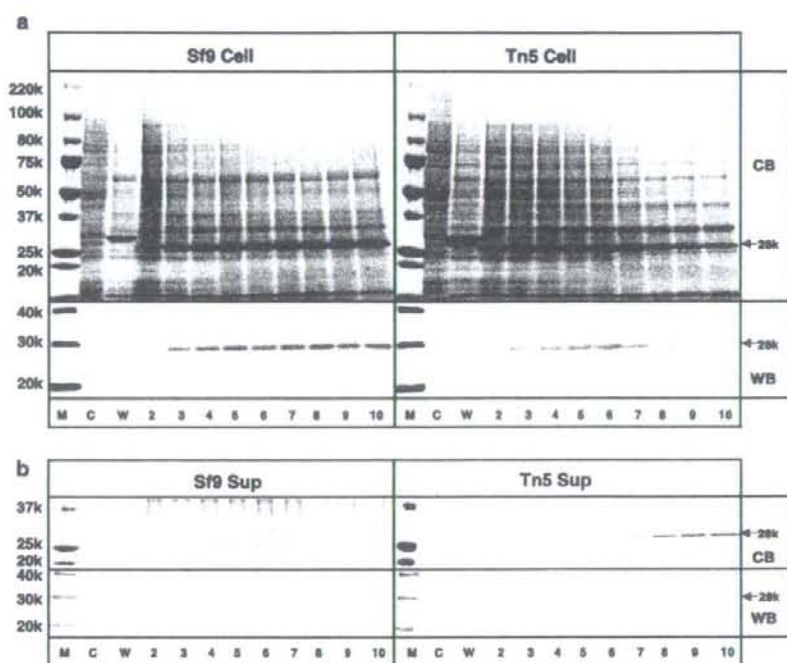 a
Sf9 Cell Tn5 Cell
220k
100k
80k
75k
50k
37k
25k
20k
CB
28k
40k
30k
20k
28k
WB
M C W 2 3 4 5 6 7 8 9 10 M C W 2 3 4 5 6 7 8 9 10
b
Sf9 Sup Tn5 Sup
37k
25k
20k
28k
CB
40k
30k
20k
28k
WB
M C W 2 3 4 5 6 7 8 9 10 M C W 2 3 4 5 6 7 8 9 10